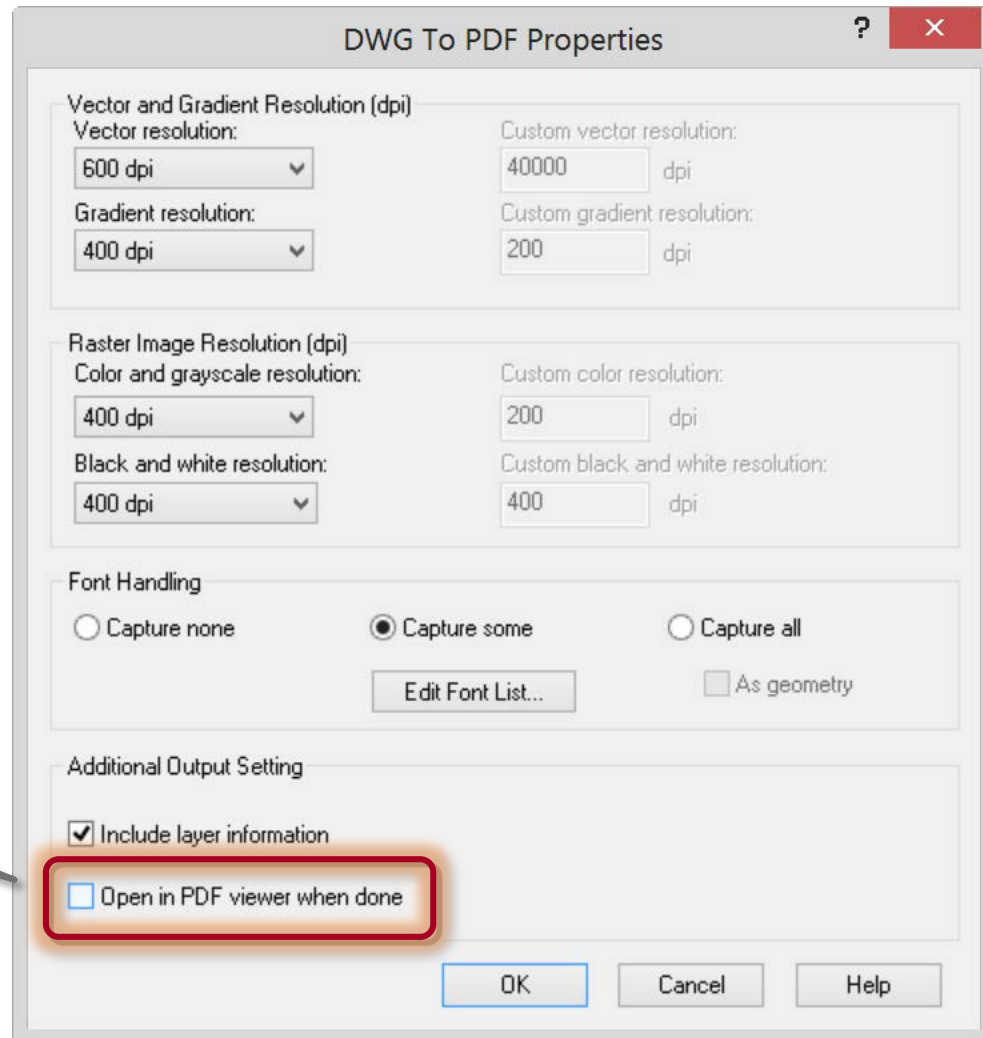 DWG To PDF Properties ?
Vector and Gradient Resolution (dpi)
Vector resolution: Custom vector resolution:
600 dpi 40000 dpi
Gradient resolution: Custom gradient resolution:
400 dpi 200 dpi
Raster Image Resolution (dpi)
Color and grayscale resolution: Custom color resolution:
400 dpi 200 dpi
Black and white resolution: Custom black and white resolution:
400 dpi 400 dpi
Font Handling
Capture none Capture some Capture all
Edit Font List... As geometry
Additional Output Setting
Include layer information
Open in PDF viewer when done
OK Cancel Help